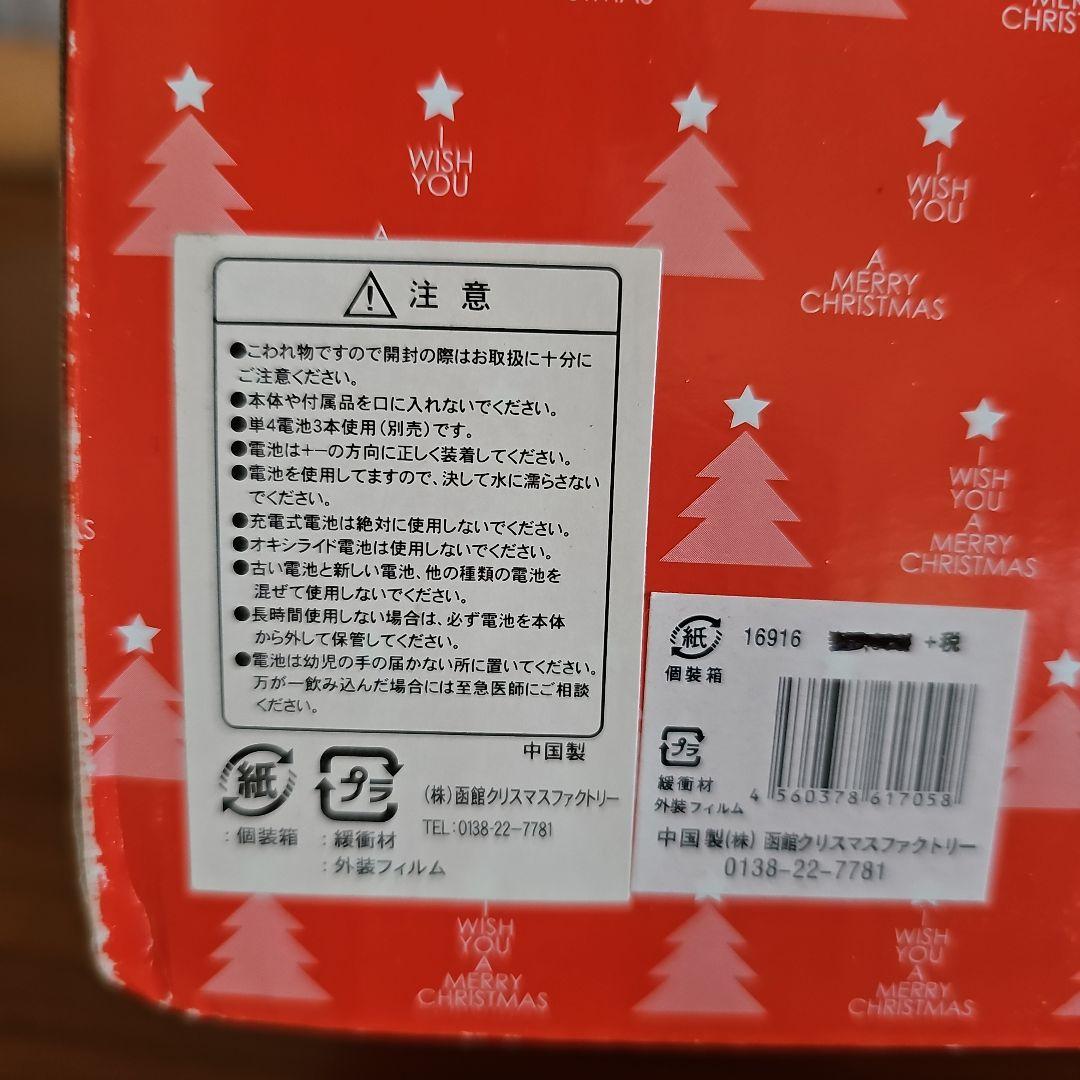 CHRIS
I
WISH
YOU
A
I
WISH
YOU
A
MERRY
CHRISTMAS
I
WISH
YOU
A
MERRY
CHRISTMAS
AS
注意
●こわれ物ですので開封の際はお取扱に十分に
ご注意ください。
●本体や付属品を口に入れないでください。
●単4電池3本使用(別売)です。
●電池は+−の方向に正しく装着してください。
●電池を使用してますので、決して水に濡らさない
でください。
●充電式電池は絶対に使用しないでください。
●オキシライド電池は使用しないでください。
●古い電池と新しい電池、他の種類の電池を
混ぜて使用しないでください。
●長時間使用しない場合は、必ず電池を本体
から外して保管してください。
●電池は幼児の手の届かない所に置いてください。
万が一飲み込んだ場合には至急医師にご相談
ください。
中国製
紙
:個装箱
プラ
:緩衝材
:外装フィルム
(株)函館クリスマスファクトリー
TEL:0138-22-7781
紙
個装箱
16916 +税
プラ
緩衝材
外装フィルム
4 560378 617058
中国製(株)函館クリスマスファクトリー
0138-22-7781
I
WISH
YOU
A
MERRY
CHRISTMAS
I
WISH
YOU
A
MERRY
CHRISTMAS